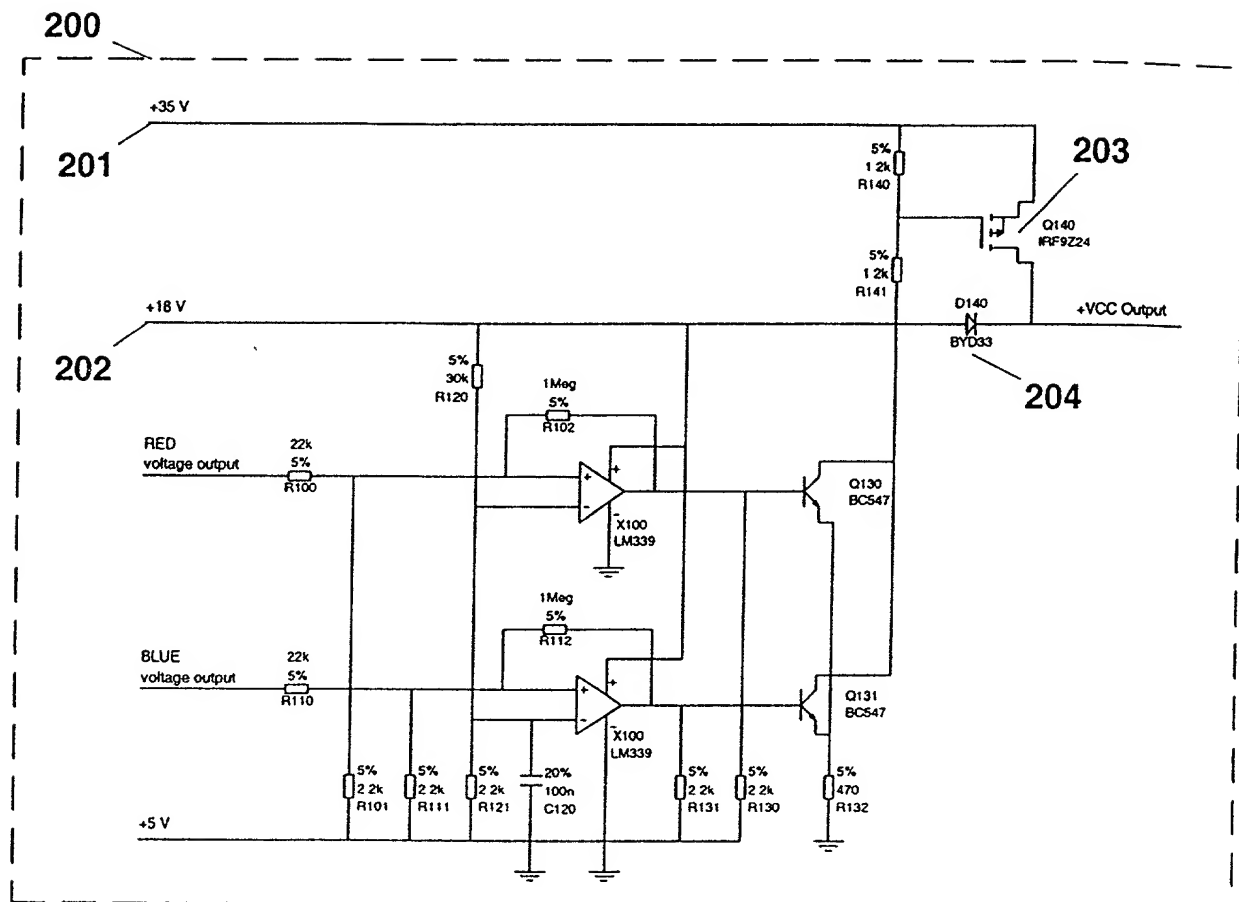 200
+35 V
201
5%
1 2k
R140
203
Q140
IRF9Z24
5%
1 2k
R141
+18 V
202
D140
BYD33
+VCC Output
204
5%
30k
R120
1Meg
5%
R102
RED
voltage output
22k
5%
R100
+
-
+
-
X100
LM339
Q130
BC547
1Meg
5%
R112
BLUE
voltage output
22k
5%
R110
+
-
+
-
X100
LM339
Q131
BC547
5%
2 2k
R101
5%
2 2k
R111
5%
2 2k
R121
20%
100n
C120
5%
2 2k
R131
5%
2 2k
R130
5%
470
R132
+5 V